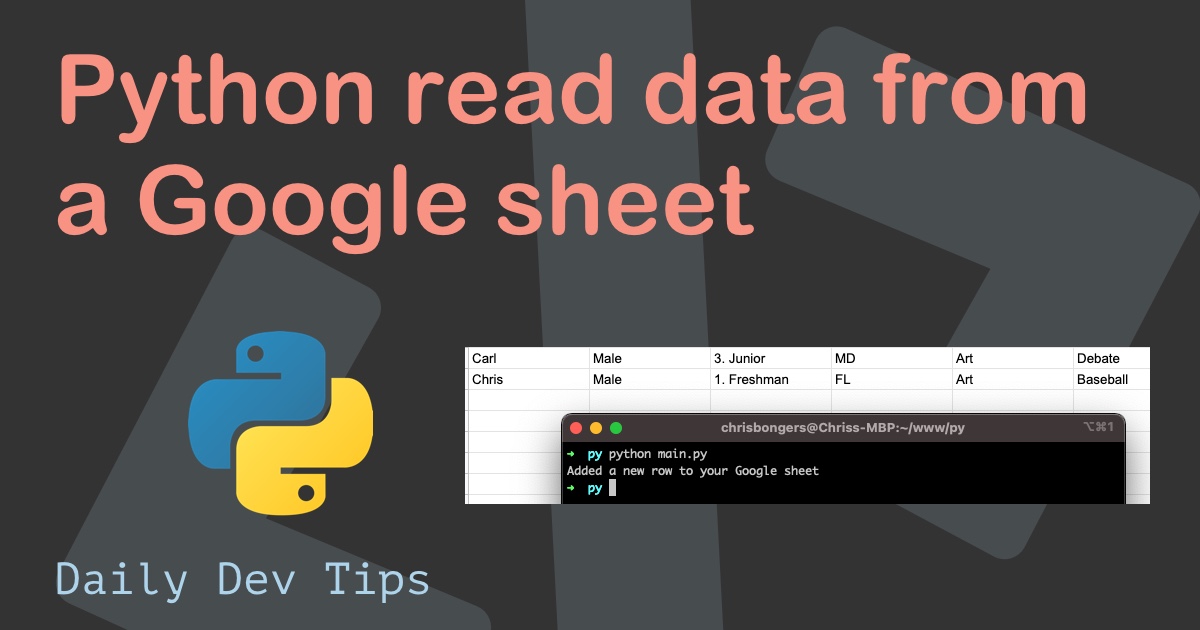 Python read data from
a Google sheet
Carl Male 3. Junior MD Art Debate
Chris Male 1. Freshman FL Art Baseball
chrisbongers@Chriss-MBP:~/www/py ⌥⌘1
➜ py python main.py
Added a new row to your Google sheet
➜ py
Daily Dev Tips